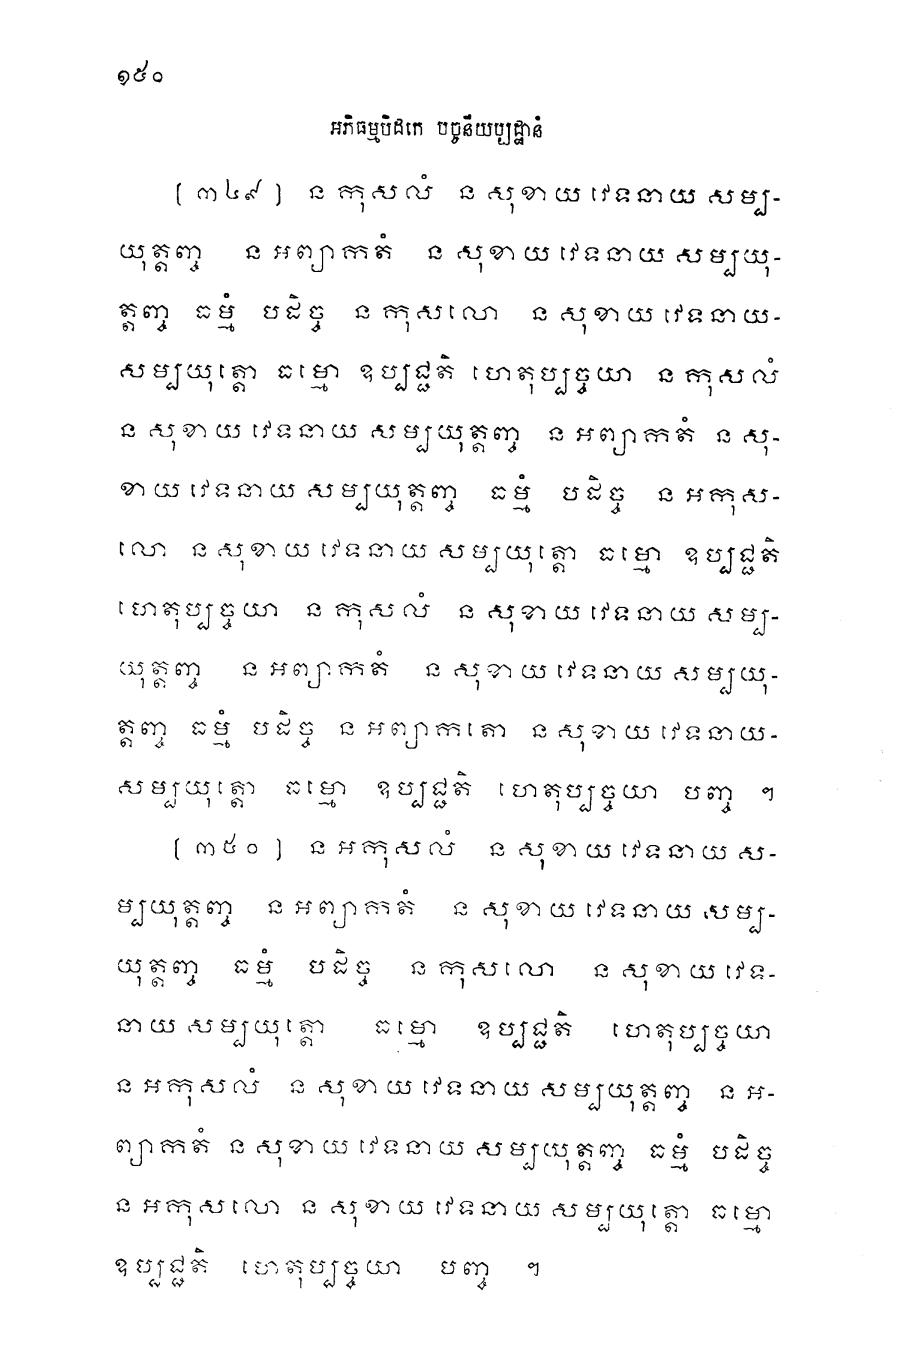 ១៥០
អភិធម្មបិដកេ បច្ចនីយប្បដ្ឋានំ
[ ៣៤៩ ] ន កុសលំ ន សុខាយ វេទនាយ សម្ប-
យុត្តញ្ច ន អព្យាកតំ ន សុខាយ វេទនាយ សម្បយុ-
ត្តញ្ច ធម្មំ បដិច្ច ន កុសលោ ន សុខាយ វេទនាយ-
សម្បយុត្តោ ធម្មោ ឧប្បជ្ជតិ ហេតុប្បច្ចយា ន កុសលំ
ន សុខាយ វេទនាយ សម្បយុត្តញ្ច ន អព្យាកតំ ន សុ-
ខាយ វេទនាយ សម្បយុត្តញ្ច ធម្មំ បដិច្ច ន អកុស-
លោ ន សុខាយ វេទនាយ សម្បយុត្តោ ធម្មោ ឧប្បជ្ជតិ
ហេតុប្បច្ចយា ន កុសលំ ន សុខាយ វេទនាយ សម្ប-
យុត្តញ្ច ន អព្យាកតំ ន សុខាយ វេទនាយ សម្បយុ-
ត្តញ្ច ធម្មំ បដិច្ច ន អព្យាកតោ ន សុខាយ វេទនាយ-
សម្បយុត្តោ ធម្មោ ឧប្បជ្ជតិ ហេតុប្បច្ចយា បញ្ច ។
[ ៣៥០ ] ន អកុសលំ ន សុខាយ វេទនាយ ស-
ម្បយុត្តញ្ច ន អព្យាកតំ ន សុខាយ វេទនាយ សម្ប-
យុត្តញ្ច ធម្មំ បដិច្ច ន កុសលោ ន សុខាយ វេទ-
នាយ សម្បយុត្តោ ធម្មោ ឧប្បជ្ជតិ ហេតុប្បច្ចយា
ន អកុសលំ ន សុខាយ វេទនាយ សម្បយុត្តញ្ច ន អ-
ព្យាកតំ ន សុខាយ វេទនាយ សម្បយុត្តញ្ច ធម្មំ បដិច្ច
ន អកុសលោ ន សុខាយ វេទនាយ សម្បយុត្តោ ធម្មោ
ឧប្បជ្ជតិ ហេតុប្បច្ចយា បញ្ច ។